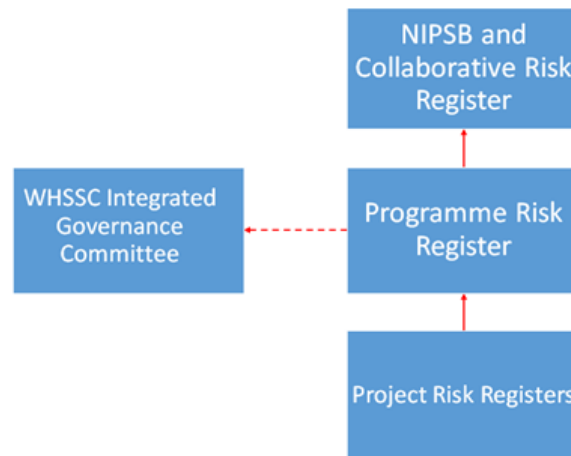 NIPSB and
Collaborative Risk
Register
WHSSC Integrated
Governance
Committee
Programme Risk
Register
Project Risk Registers